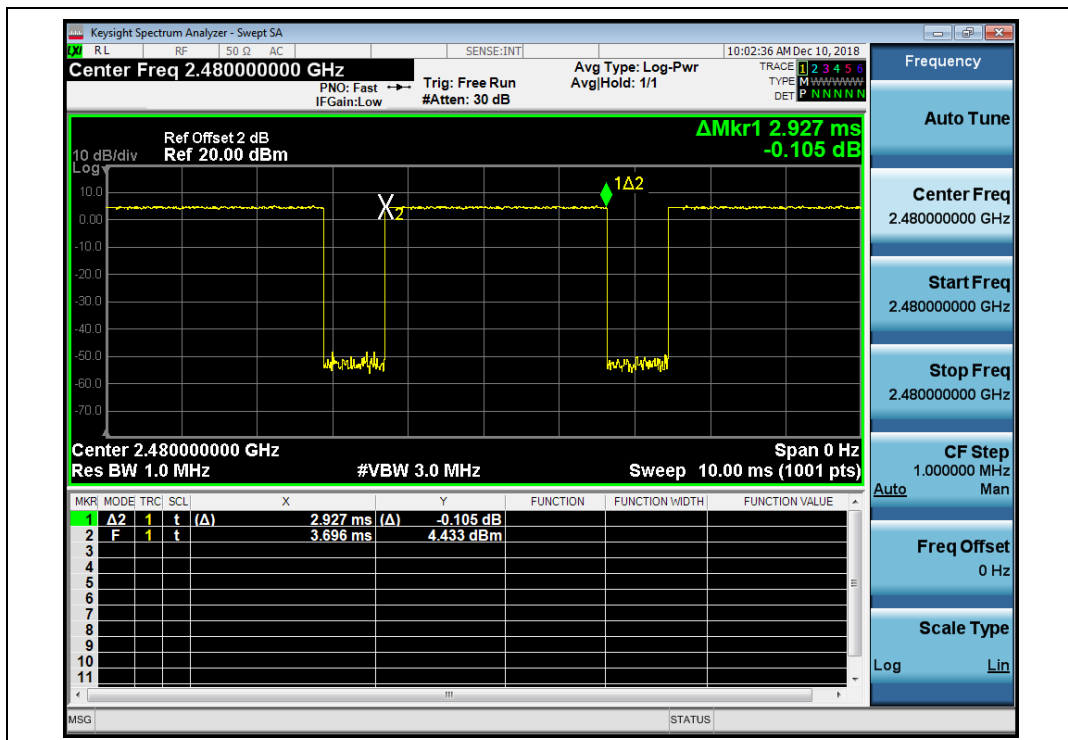 Keysight Spectrum Analyzer - Swept SA
LXI RL RF 50 Ω AC SENSE:INT 10:02:36 AM Dec 10, 2018
Center Freq 2.480000000 GHz
PNO: Fast
IFGain:Low
Trig: Free Run
#Atten: 30 dB
Avg Type: Log-Pwr
Avg|Hold: 1/1
TRACE 1 2 3 4 5 6
TYPE M WWWWW
DET P N N N N N
ΔMkr1 2.927 ms
-0.105 dB
Ref Offset 2 dB
10 dB/div Ref 20.00 dBm
Log
10.0
0.00
-10.0
-20.0
-30.0
-40.0
-50.0
-60.0
-70.0
X2
1Δ2
Center 2.480000000 GHz Span 0 Hz
Res BW 1.0 MHz #VBW 3.0 MHz Sweep 10.00 ms (1001 pts)
MKR MODE TRC SCL X Y FUNCTION FUNCTION WIDTH FUNCTION VALUE
1 Δ2 1 t (Δ) 2.927 ms (Δ) -0.105 dB
2 F 1 t 3.696 ms 4.433 dBm
3
4
5
6
7
8
9
10
11
MSG STATUS
Frequency
Auto Tune
Center Freq
2.480000000 GHz
Start Freq
2.480000000 GHz
Stop Freq
2.480000000 GHz
CF Step
1.000000 MHz
Auto Man
Freq Offset
0 Hz
Scale Type
Log Lin